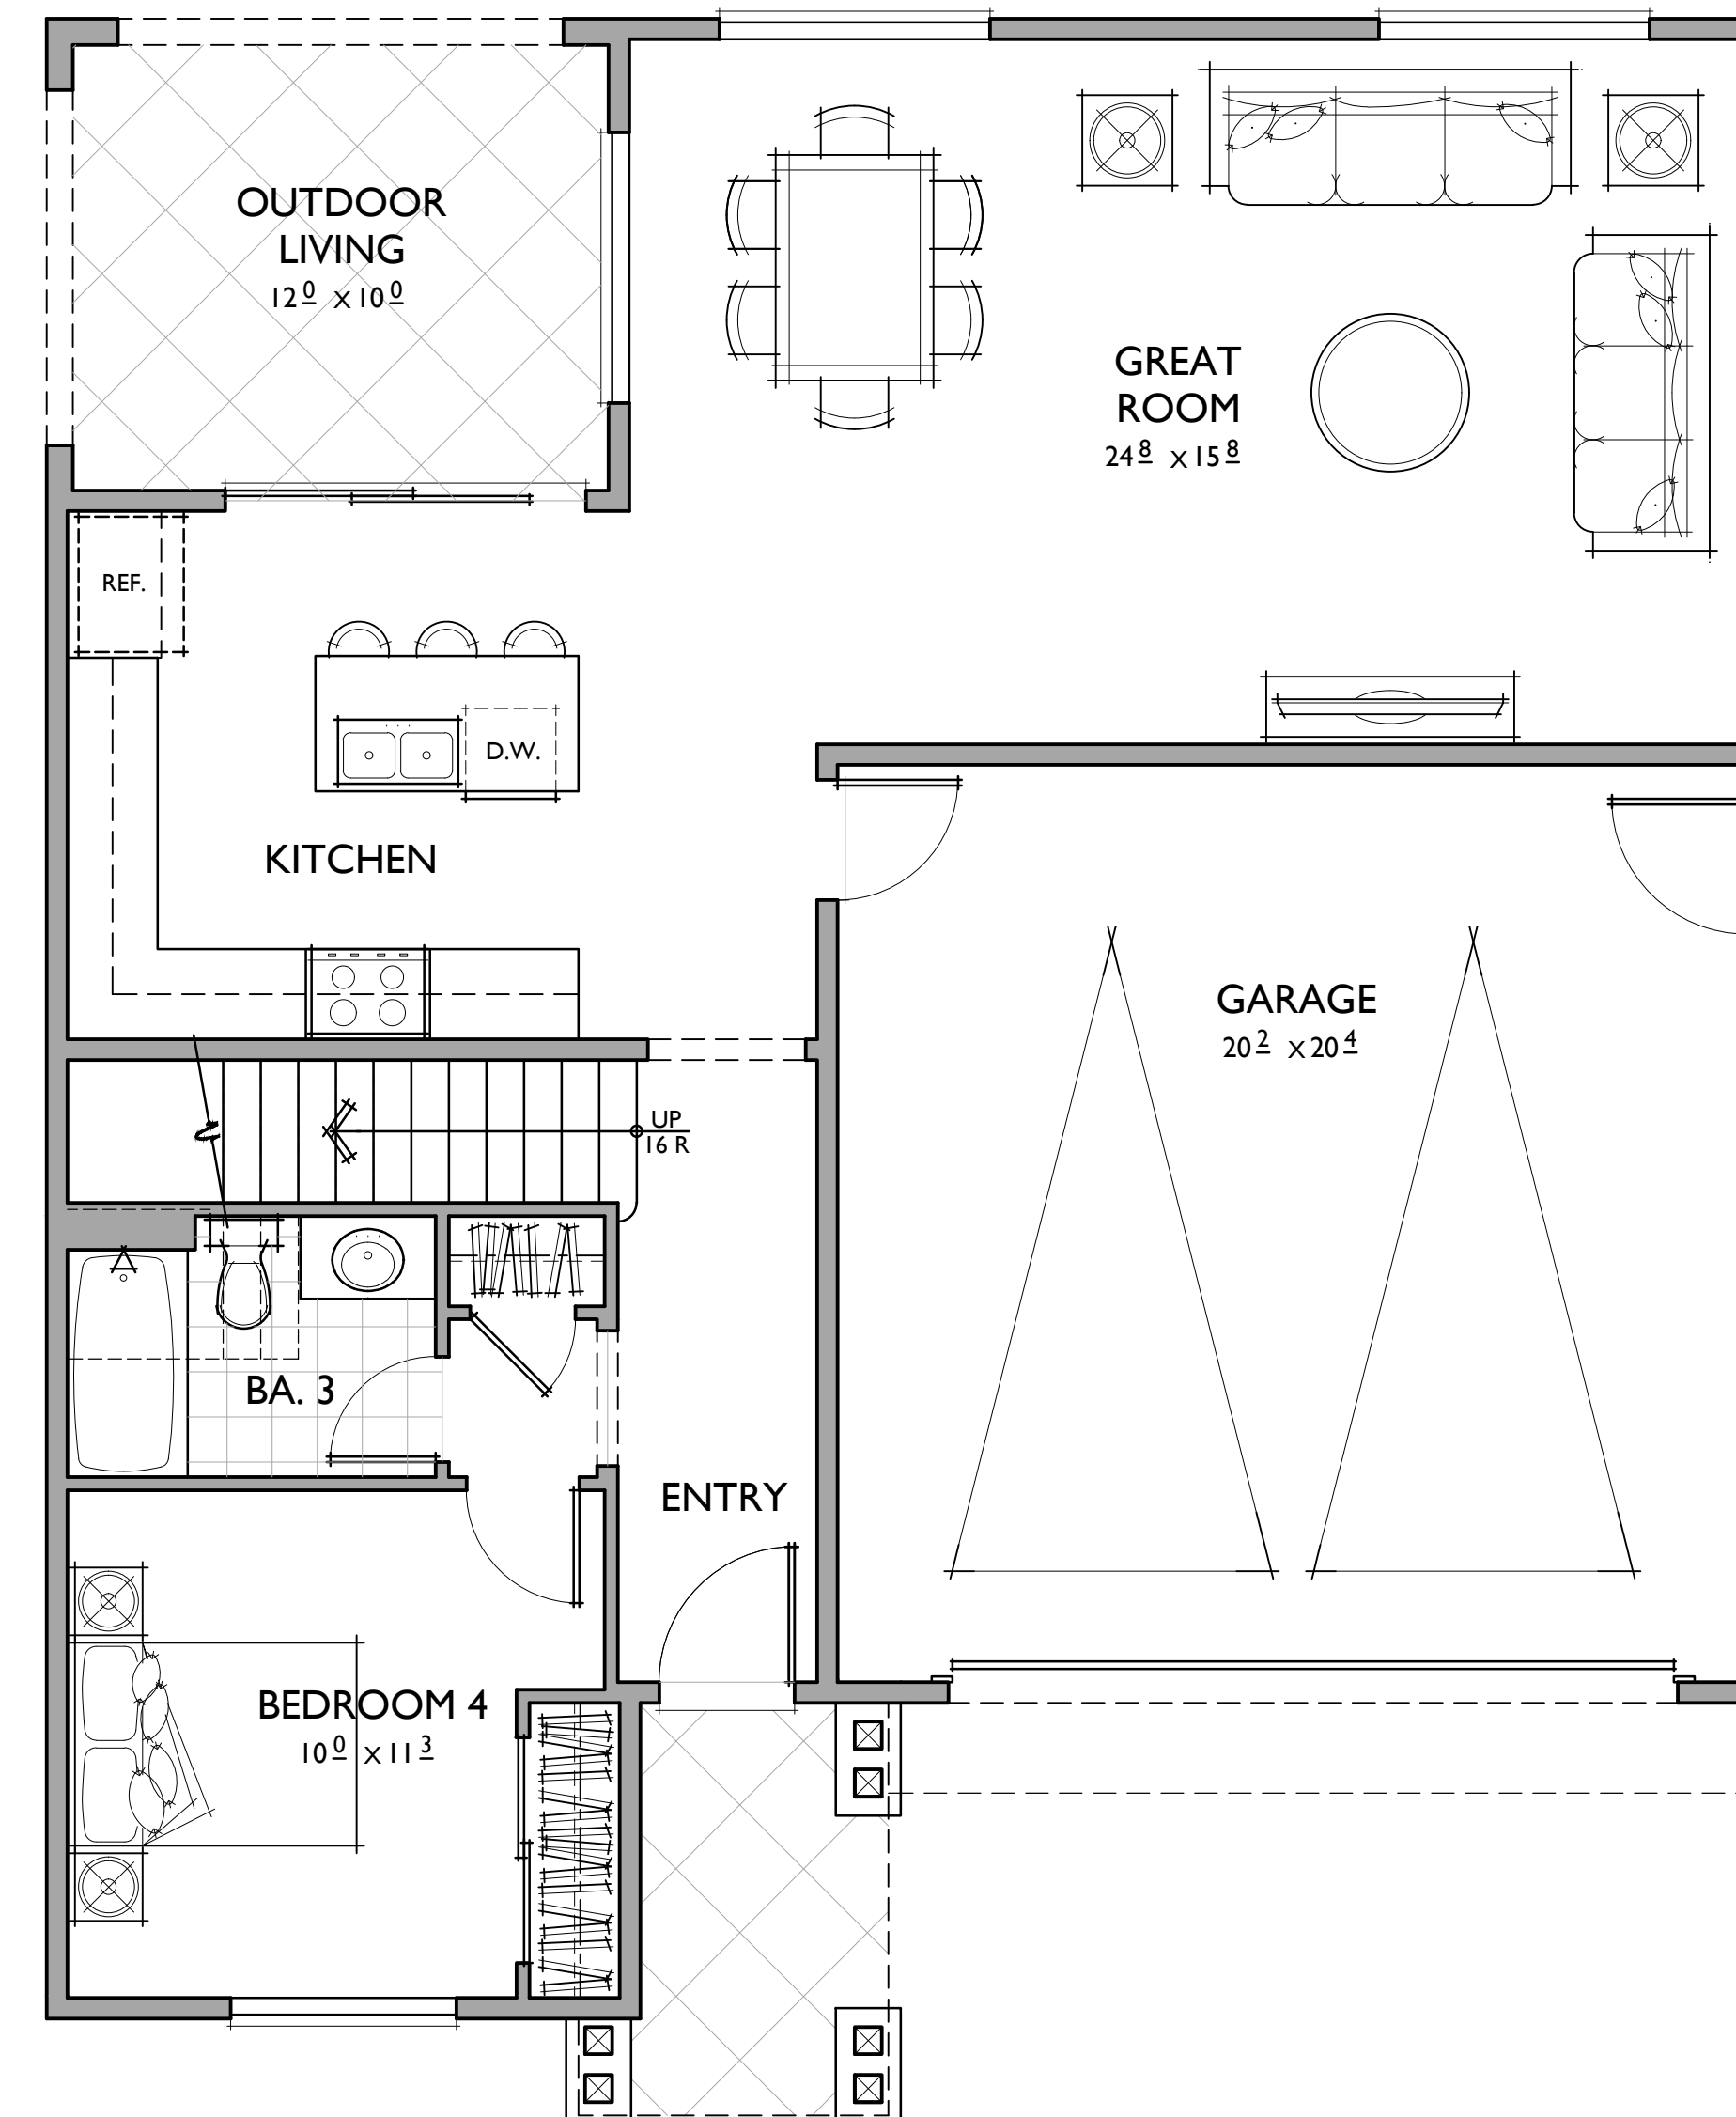 OUTDOOR
LIVING
12 0 X 10 0
GREAT
ROOM
24 8 X 15 8
REF.
D.W.
KITCHEN
GARAGE
20 2 X 20 4
UP
16 R
BA. 3
ENTRY
BEDROOM 4
10 0 X 11 3